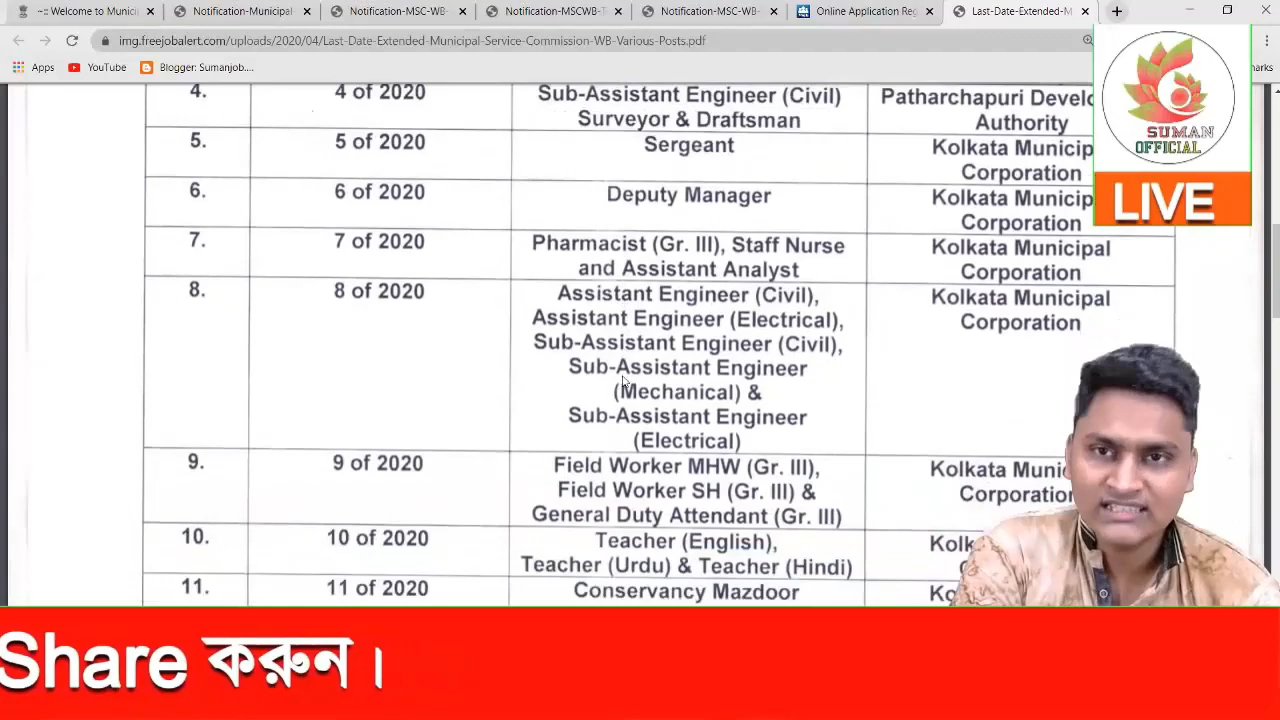 -:: Welcome to Munici
Notification-Municipal
Notification-MSC-WB-
Notification-MSCWB-T
Notification-MSC-WB-
Online Application Reg
Last-Date-Extended-M
img.freejobalert.com/uploads/2020/04/Last-Date-Extended-Municipal-Service-Commission-WB-Various-Posts.pdf
Apps
YouTube
Blogger: Sumanjob....
4.
4 of 2020
Sub-Assistant Engineer (Civil)
Surveyor & Draftsman
Patharchapuri Develo
Authority
5.
5 of 2020
Sergeant
Kolkata Municip
Corporation
6.
6 of 2020
Deputy Manager
Kolkata Municip
Corporation
7.
7 of 2020
Pharmacist (Gr. III), Staff Nurse
and Assistant Analyst
Kolkata Municipal
Corporation
8.
8 of 2020
Assistant Engineer (Civil),
Assistant Engineer (Electrical),
Sub-Assistant Engineer (Civil),
Sub-Assistant Engineer
(Mechanical) &
Sub-Assistant Engineer
(Electrical)
Kolkata Municipal
Corporation
9.
9 of 2020
Field Worker MHW (Gr. III),
Field Worker SH (Gr. III) &
General Duty Attendant (Gr. III)
Kolkata Muni
Corporation
10.
10 of 2020
Teacher (English),
Teacher (Urdu) & Teacher (Hindi)
Kolk
11.
11 of 2020
Conservancy Mazdoor
Ko
SUMAN
OFFICIAL
LIVE
Share করুন।